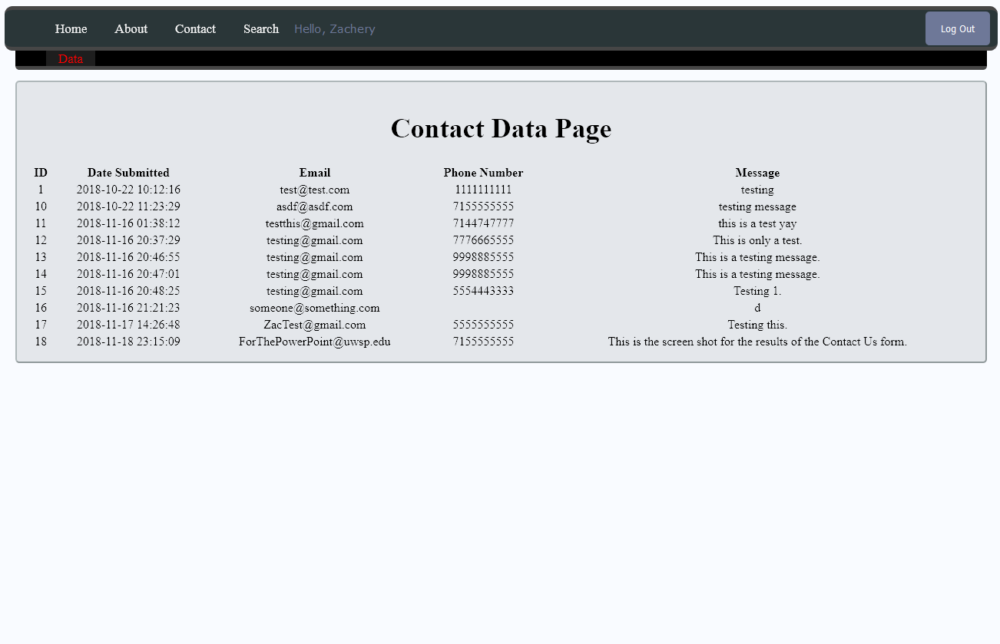 Home About Contact Search Hello, Zachery Log Out
Data
Contact Data Page
ID Date Submitted Email Phone Number Message
1 2018-10-22 10:12:16 test@test.com 1111111111 testing
10 2018-10-22 11:23:29 asdf@asdf.com 7155555555 testing message
11 2018-11-16 01:38:12 testthis@gmail.com 7144747777 this is a test yay
12 2018-11-16 20:37:29 testing@gmail.com 7776665555 This is only a test.
13 2018-11-16 20:46:55 testing@gmail.com 9998885555 This is a testing message.
14 2018-11-16 20:47:01 testing@gmail.com 9998885555 This is a testing message.
15 2018-11-16 20:48:25 testing@gmail.com 5554443333 Testing 1.
16 2018-11-16 21:21:23 someone@something.com d
17 2018-11-17 14:26:48 ZacTest@gmail.com 5555555555 Testing this.
18 2018-11-18 23:15:09 ForThePowerPoint@uwsp.edu 7155555555 This is the screen shot for the results of the Contact Us form.